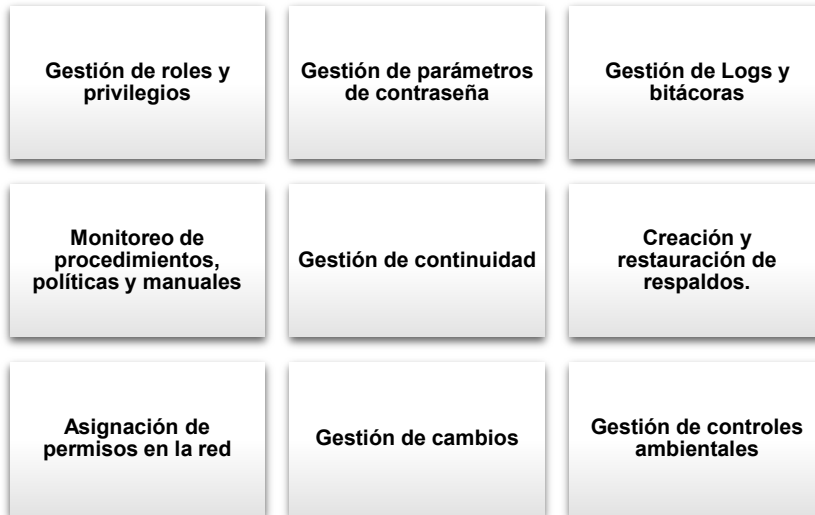 Gestión de roles y
privilegios
Gestión de parámetros
de contraseña
Gestión de Logs y
bitácoras
Monitoreo de
procedimientos,
políticas y manuales
Gestión de continuidad
Creación y
restauración de
respaldos.
Asignación de
permisos en la red
Gestión de cambios
Gestión de controles
ambientales